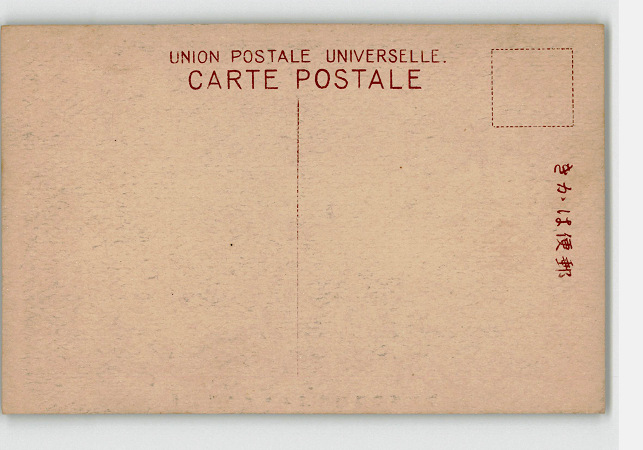 UNION POSTALE UNIVERSELLE.
CARTE POSTALE
郵便はかき